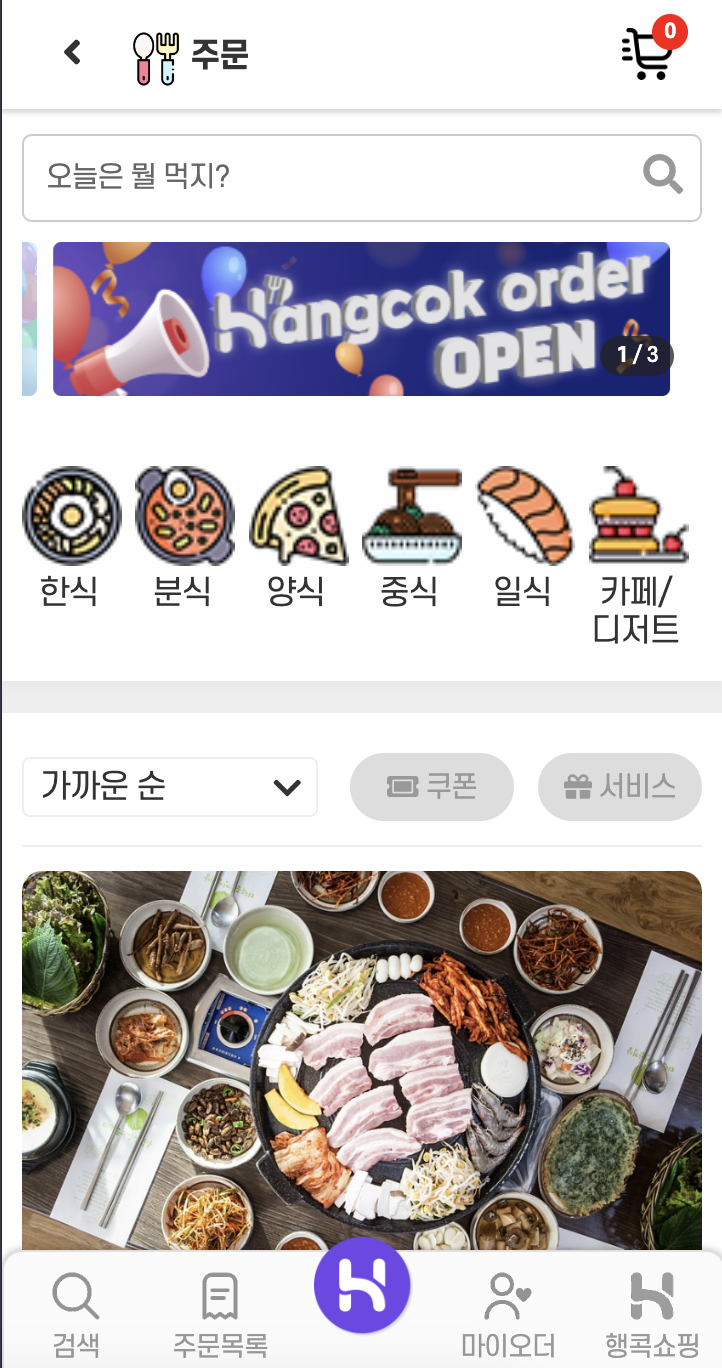 주문
0
오늘은 뭘 먹지?
Hangcok order
OPEN
1 / 3
한식
분식
양식
중식
일식
카페/
디저트
가까운 순
쿠폰
서비스
검색
주문목록
마이오더
행콕쇼핑